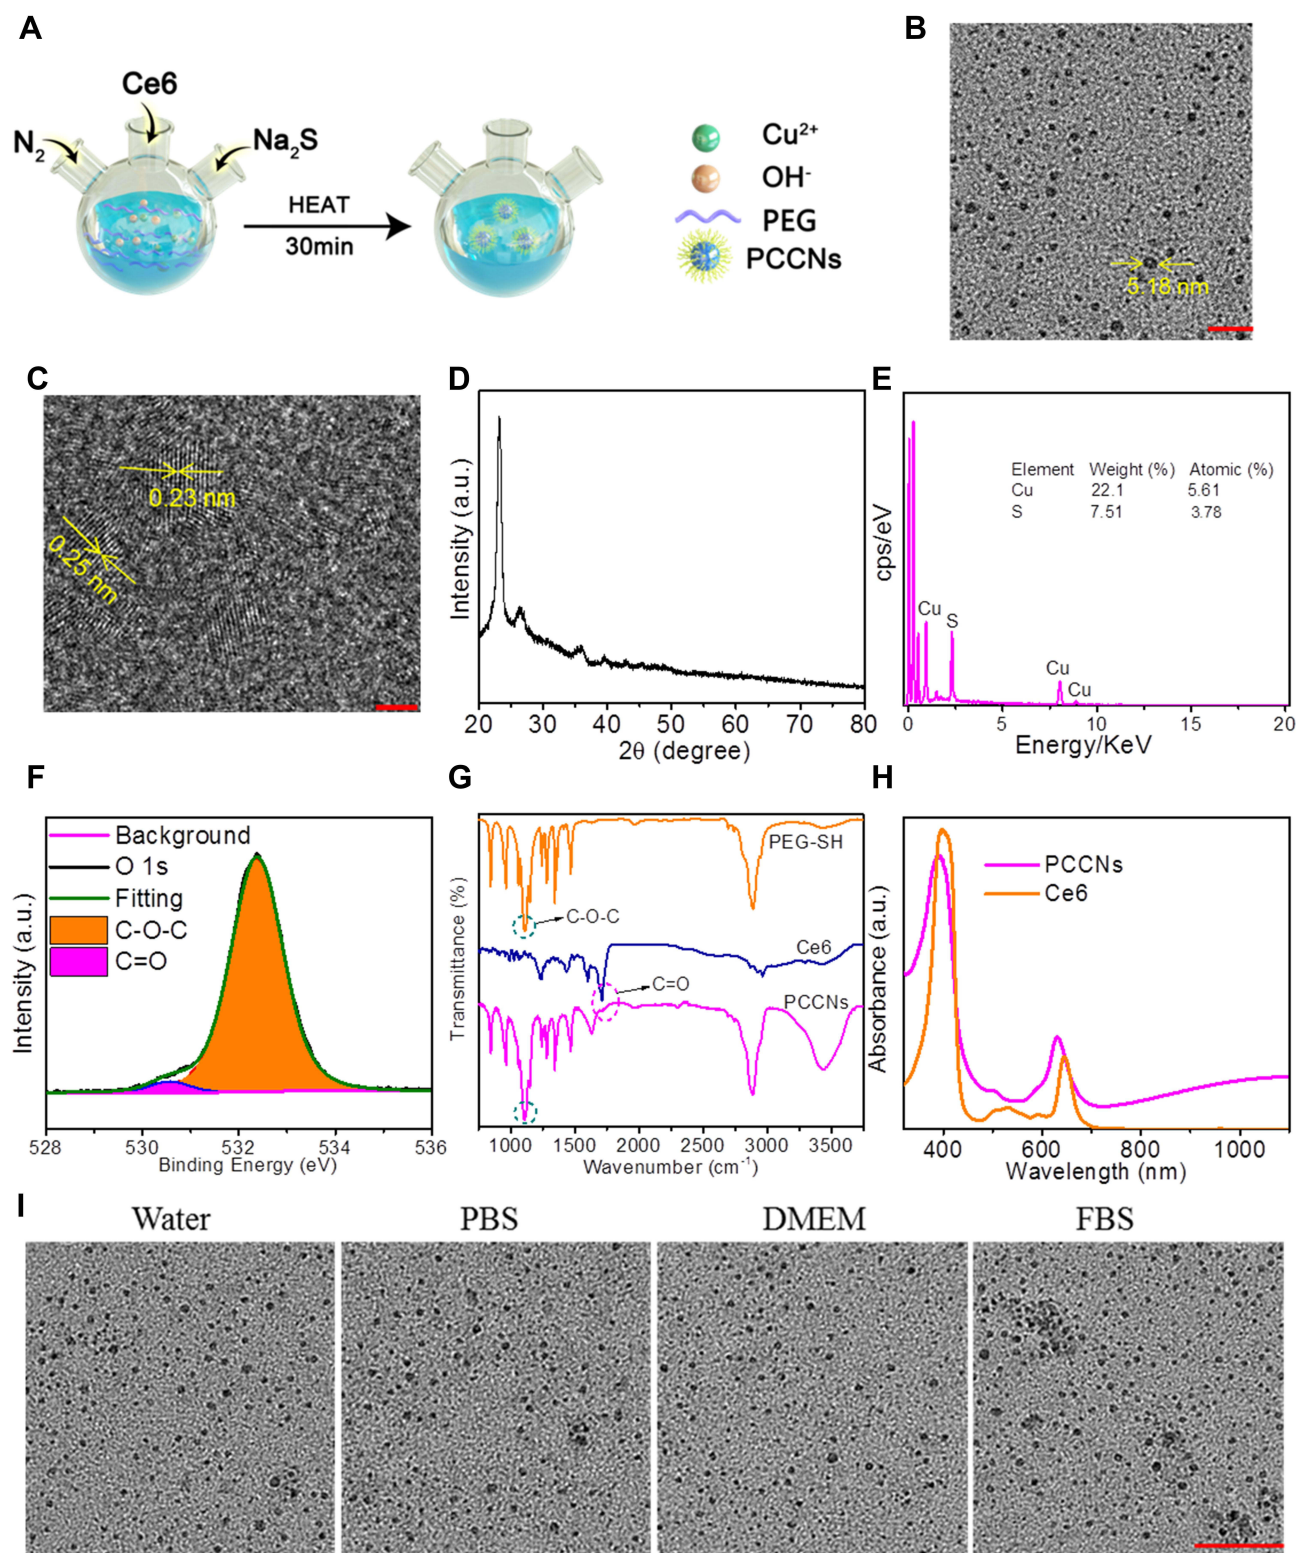 A
Ce6
N2
Na2S
HEAT
30min
Cu2+
OH-
PEG
PCCNs
B
5.18 nm
C
0.23 nm
0.25 nm
D
Intensity (a.u.)
20 30 40 50 60 70 80
2θ (degree)
E
cps/eV
Element Weight (%) Atomic (%)
Cu 22.1 5.61
S 7.51 3.78
Cu
S
Cu
Cu
0 5 10 15 20
Energy/KeV
F
Background
O 1s
Fitting
C-O-C
C=O
Intensity (a.u.)
528 530 532 534 536
Binding Energy (eV)
G
PEG-SH
C-O-C
Ce6
C=O
PCCNs
Transmittance (%)
1000 1500 2000 2500 3000 3500
Wavenumber (cm-1)
H
PCCNs
Ce6
Absorbance (a.u.)
400 600 800 1000
Wavelength (nm)
I
Water PBS DMEM FBS